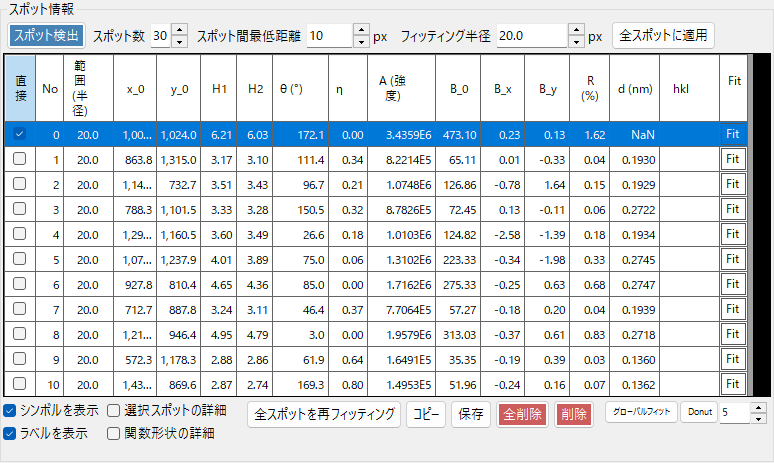 スポット情報
スポット検出 スポット数 30 スポット間最低距離 10 px フィッティング半径 20.0 px 全スポットに適用
直接 No 範囲(半径) x_0 y_0 H1 H2 θ (°) η A (強度) B_0 B_x B_y R (%) d (nm) hkl Fit
0 20.0 1,00... 1,024.0 6.21 6.03 172.1 0.00 3.4359E6 473.10 0.23 0.13 1.62 NaN Fit
1 20.0 863.8 1,315.0 3.17 3.10 111.4 0.34 8.2214E5 65.11 0.01 -0.33 0.04 0.1930 Fit
2 20.0 1,14... 732.7 3.51 3.43 96.7 0.21 1.0748E6 126.86 -0.78 1.64 0.15 0.1929 Fit
3 20.0 788.3 1,101.5 3.33 3.28 150.5 0.32 8.7826E5 72.45 0.13 -0.11 0.06 0.2722 Fit
4 20.0 1,29... 1,160.5 3.60 3.49 26.6 0.18 1.0103E6 124.82 -2.58 -1.39 0.18 0.1934 Fit
5 20.0 1,07... 1,237.9 4.01 3.89 75.0 0.06 1.3102E6 223.33 -0.34 -1.98 0.33 0.2745 Fit
6 20.0 927.8 810.4 4.65 4.36 85.0 0.00 1.7162E6 275.33 -0.25 0.63 0.68 0.2747 Fit
7 20.0 712.7 887.8 3.24 3.11 46.4 0.37 7.7064E5 57.27 -0.18 0.20 0.04 0.1939 Fit
8 20.0 1,21... 946.4 4.95 4.79 3.0 0.00 1.9579E6 313.03 -0.37 0.61 0.83 0.2718 Fit
9 20.0 572.3 1,178.3 2.88 2.86 61.9 0.64 1.6491E5 35.35 -0.19 0.39 0.03 0.1360 Fit
10 20.0 1,43... 869.6 2.87 2.74 169.3 0.80 1.4953E5 51.96 -0.24 0.16 0.07 0.1362 Fit
シンボルを表示 選択スポットの詳細 全スポットを再フィッティング コピー 保存 全削除 削除 グローバルフィット Donut 5
ラベルを表示 関数形状の詳細